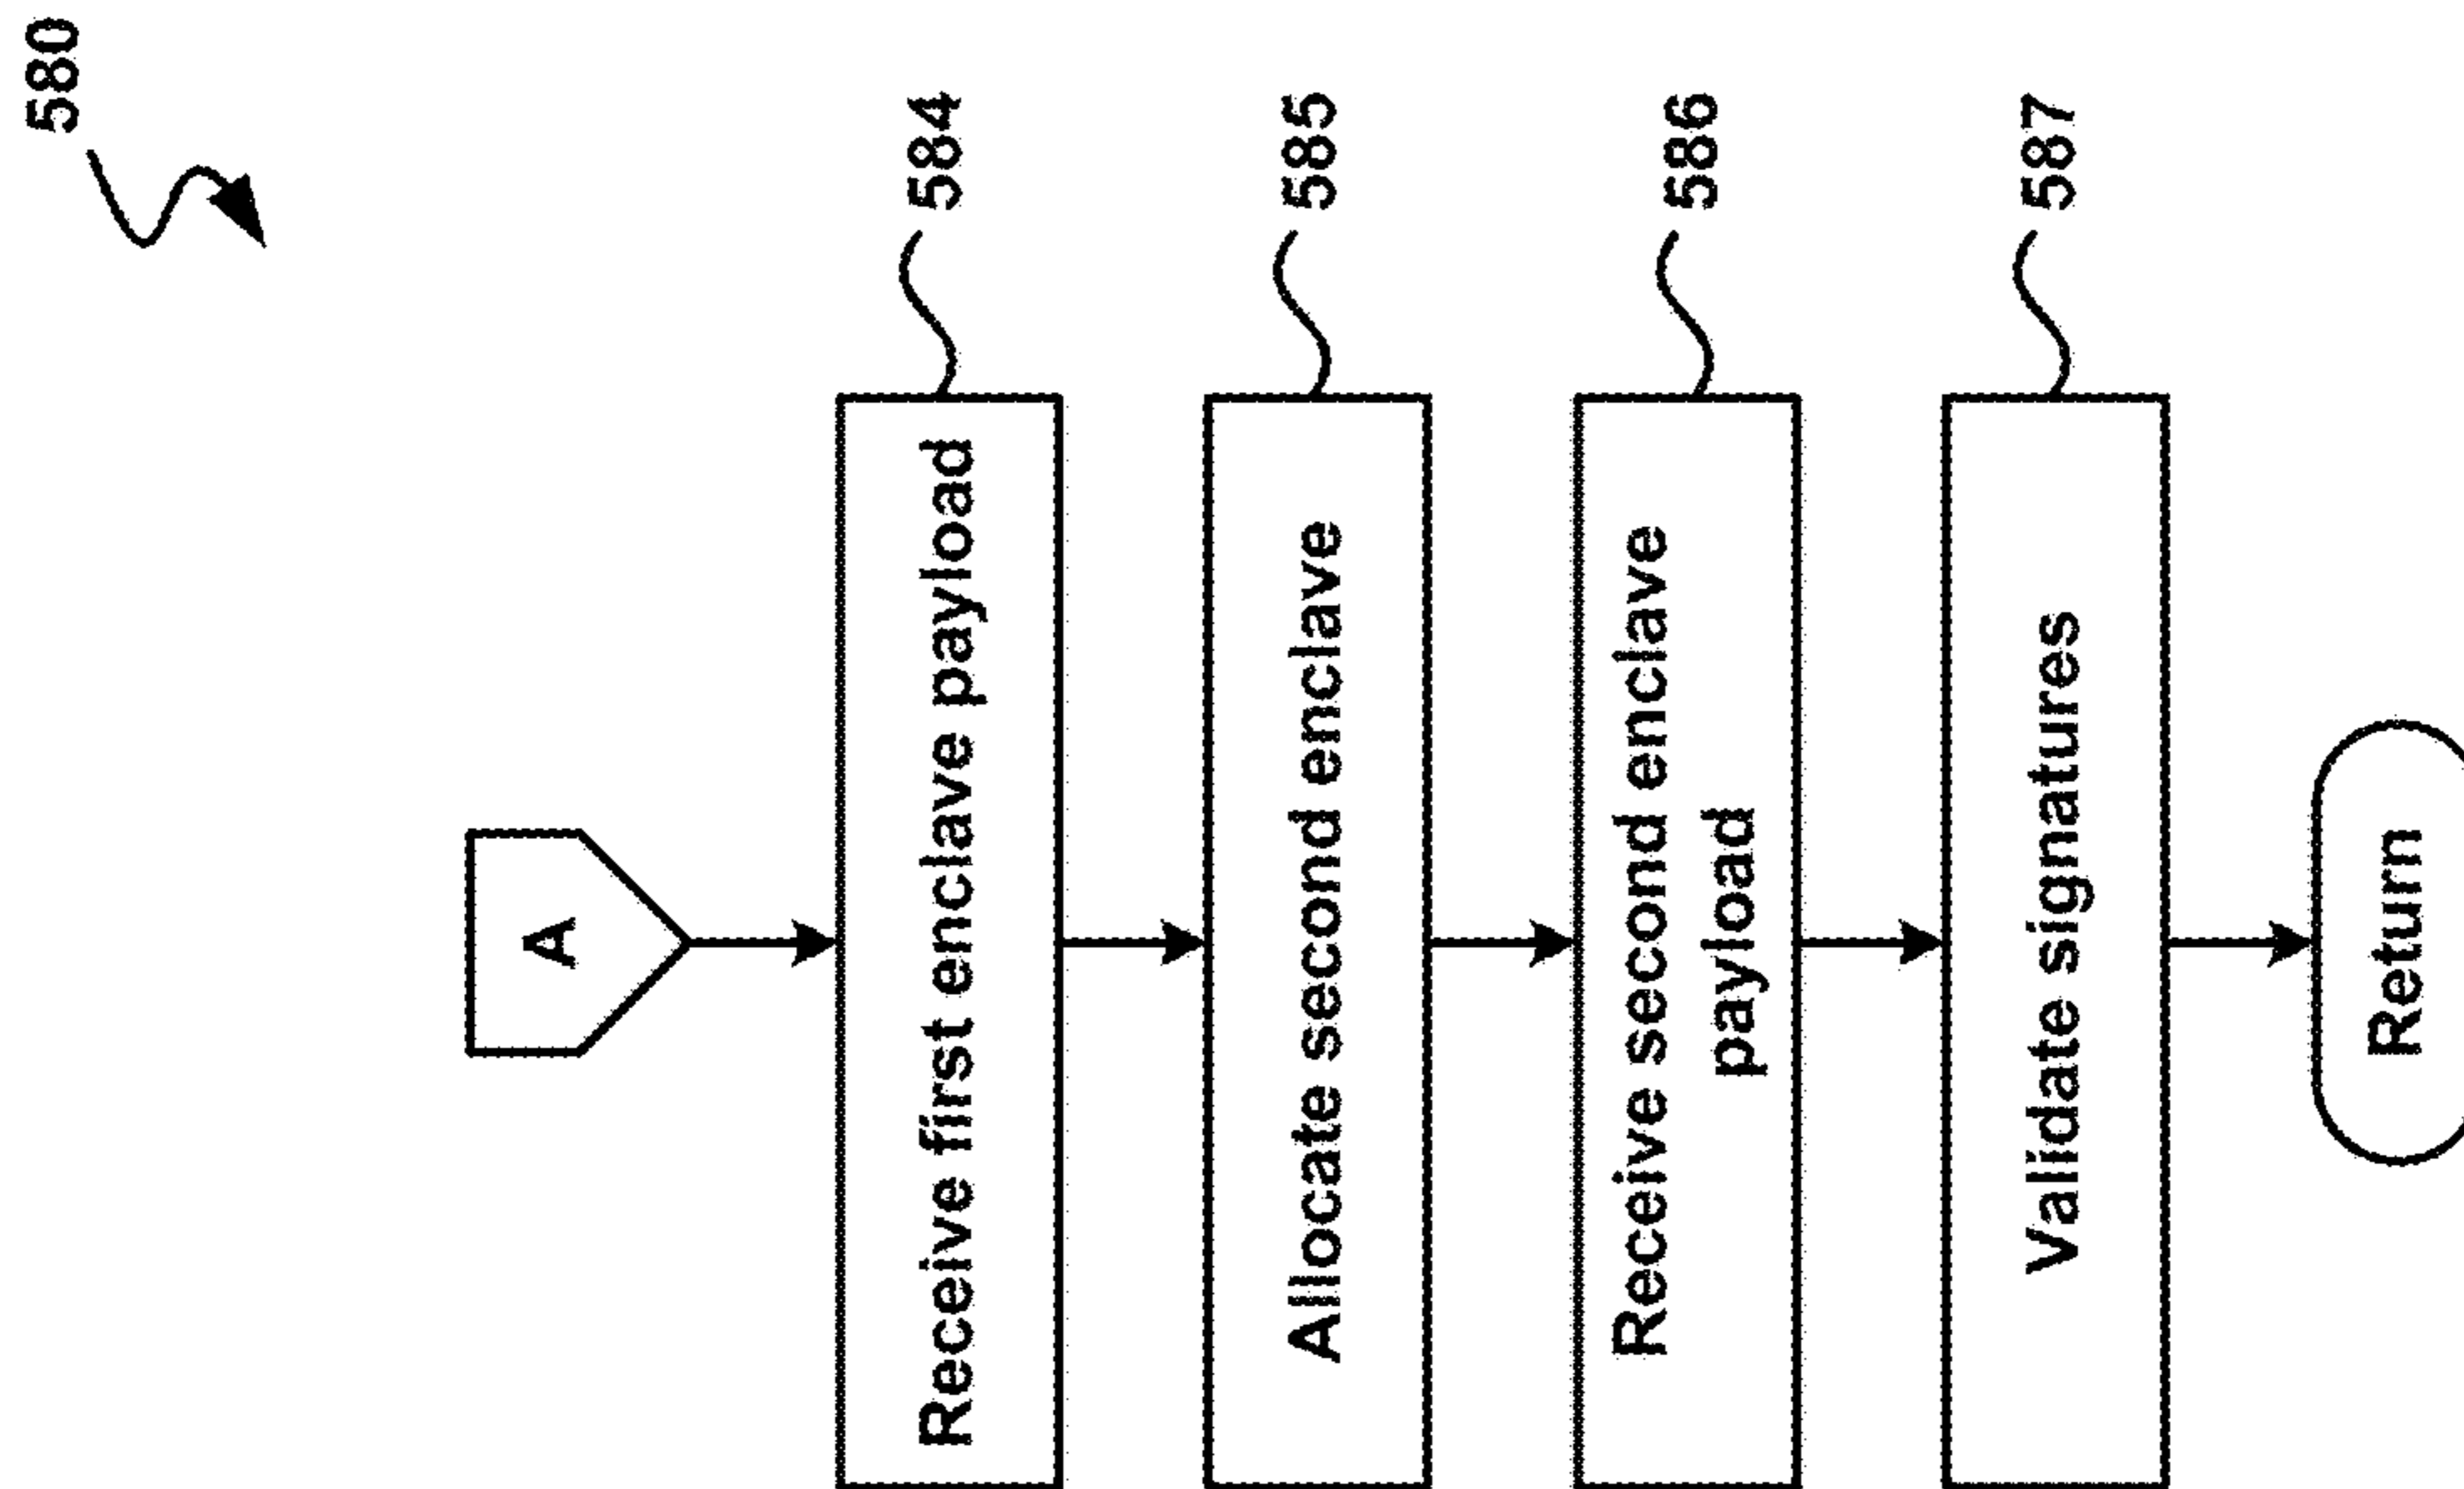 580
A
Receive first enclave payload
584
Allocate second enclave
585
Receive second enclave
payload
586
Validate signatures
587
Return